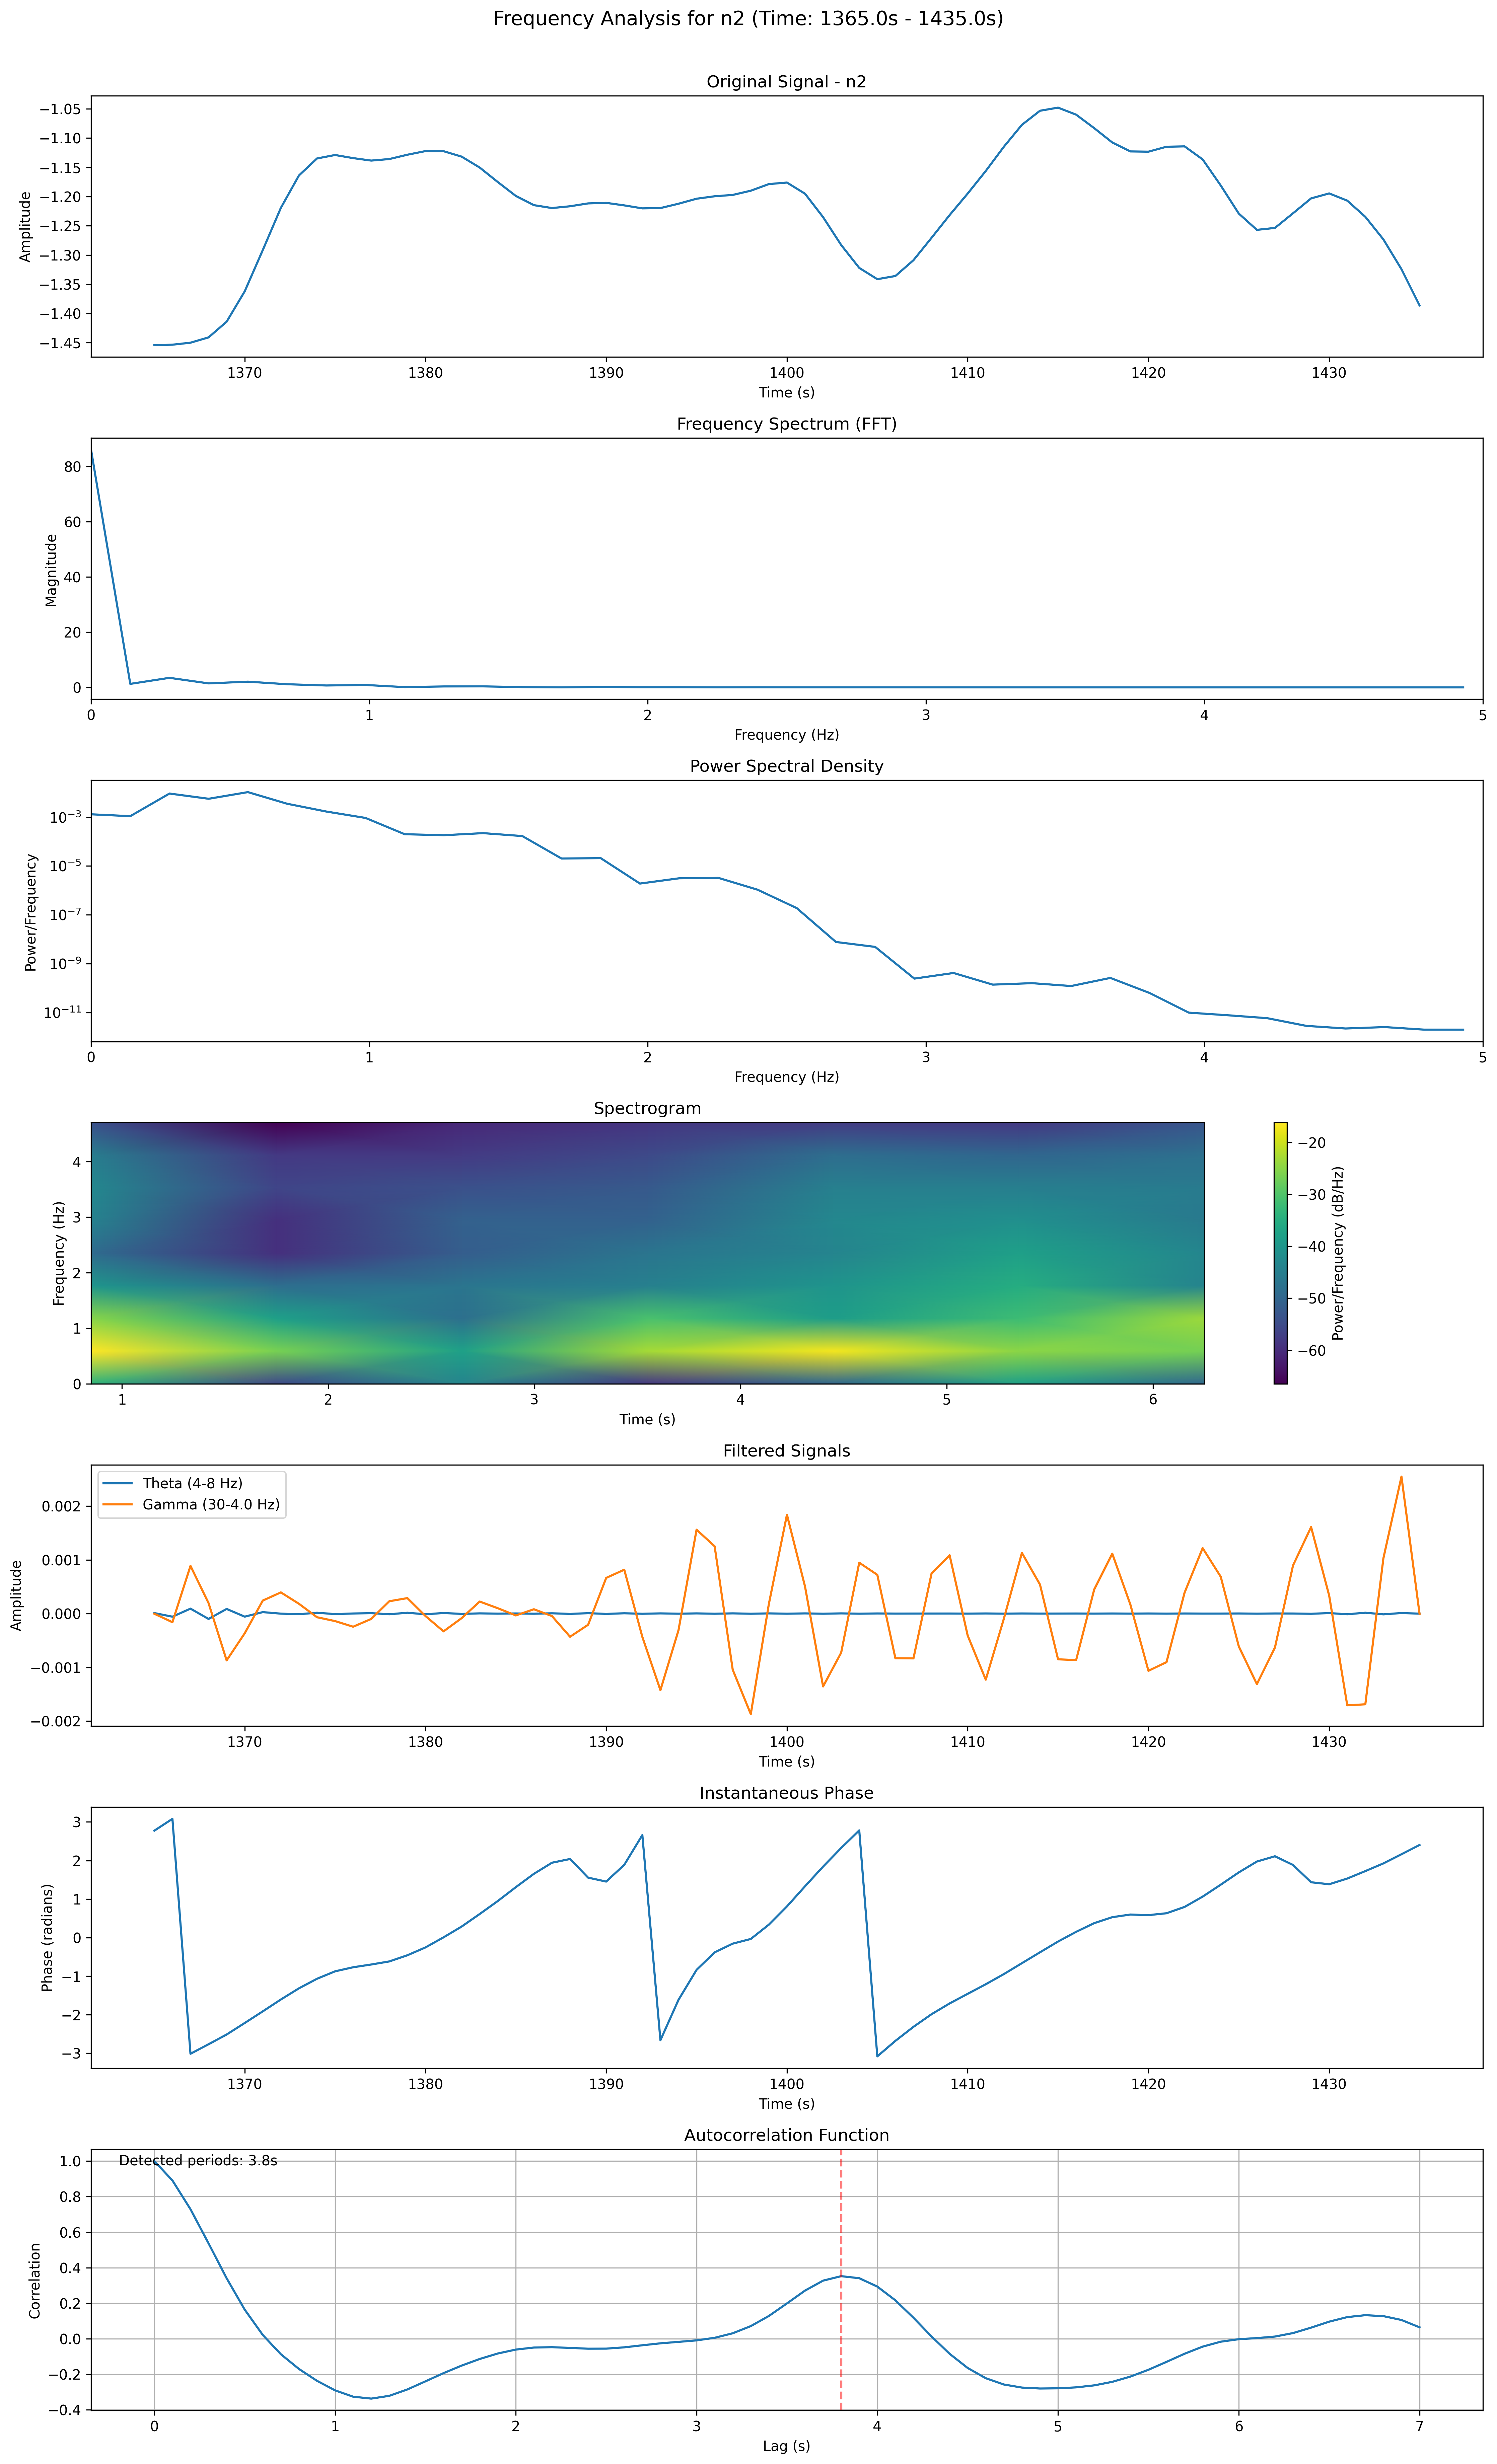 Frequency Analysis for n2 (Time: 1365.0s - 1435.0s)
Original Signal - n2
Amplitude
−1.05
−1.10
−1.15
−1.20
−1.25
−1.30
−1.35
−1.40
−1.45
1370 1380 1390 1400 1410 1420 1430
Time (s)
Frequency Spectrum (FFT)
Magnitude
80
60
40
20
0
0 1 2 3 4 5
Frequency (Hz)
Power Spectral Density
Power/Frequency
10⁻³
10⁻⁵
10⁻⁷
10⁻⁹
10⁻¹¹
0 1 2 3 4 5
Frequency (Hz)
Spectrogram
Frequency (Hz)
4
3
2
1
0
1 2 3 4 5 6
Time (s)
−20
−30
−40
−50
−60
Power/Frequency (dB/Hz)
Filtered Signals
Theta (4-8 Hz)
Gamma (30-4.0 Hz)
Amplitude
0.002
0.001
0.000
−0.001
−0.002
1370 1380 1390 1400 1410 1420 1430
Time (s)
Instantaneous Phase
Phase (radians)
3
2
1
0
−1
−2
−3
1370 1380 1390 1400 1410 1420 1430
Time (s)
Autocorrelation Function
Detected periods: 3.8s
Correlation
1.0
0.8
0.6
0.4
0.2
0.0
−0.2
−0.4
0 1 2 3 4 5 6 7
Lag (s)